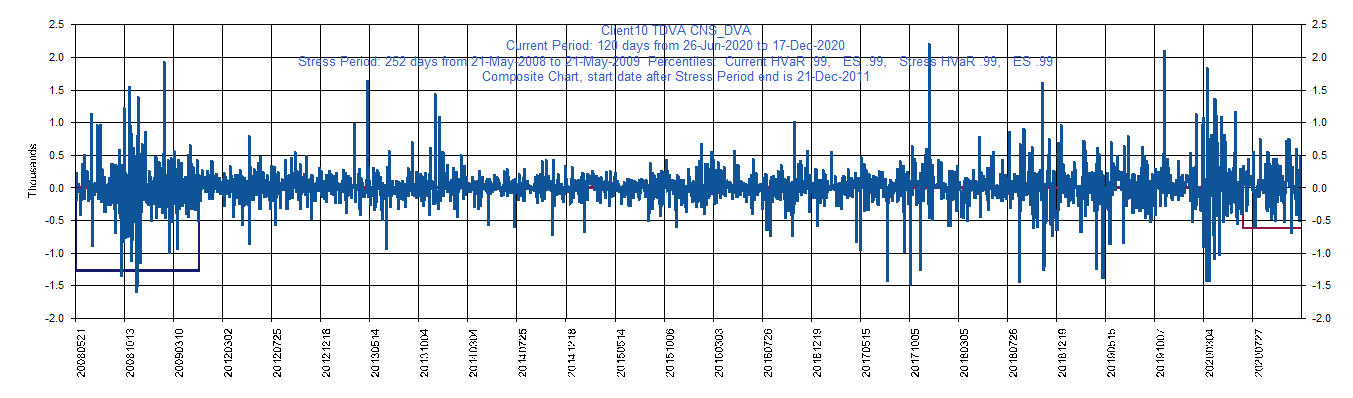 Client10 TDVA CNS_DVA
Current Period: 120 days from 26-Jun-2020 to 17-Dec-2020
Stress Period: 252 days from 21-May-2008 to 21-May-2009 Percentiles: Current HVaR .99, ES .99, Stress HVaR .99, ES .99
Composite Chart, start date after Stress Period end is 21-Dec-2011
2.5 2.5
2.0 2.0
1.5 1.5
1.0 1.0
0.5 0.5
0.0 0.0
-0.5 -0.5
-1.0 -1.0
-1.5 -1.5
-2.0 -2.0
Thousands
20080521 20081013 20090310 20120302 20120725 20121218 20130514 20131004 20140304 20140725 20141218 20150514 20151006 20160303 20160726 20161219 20170515 20171005 20180305 20180726 20181219 20190515 20191007 20200304 20200727